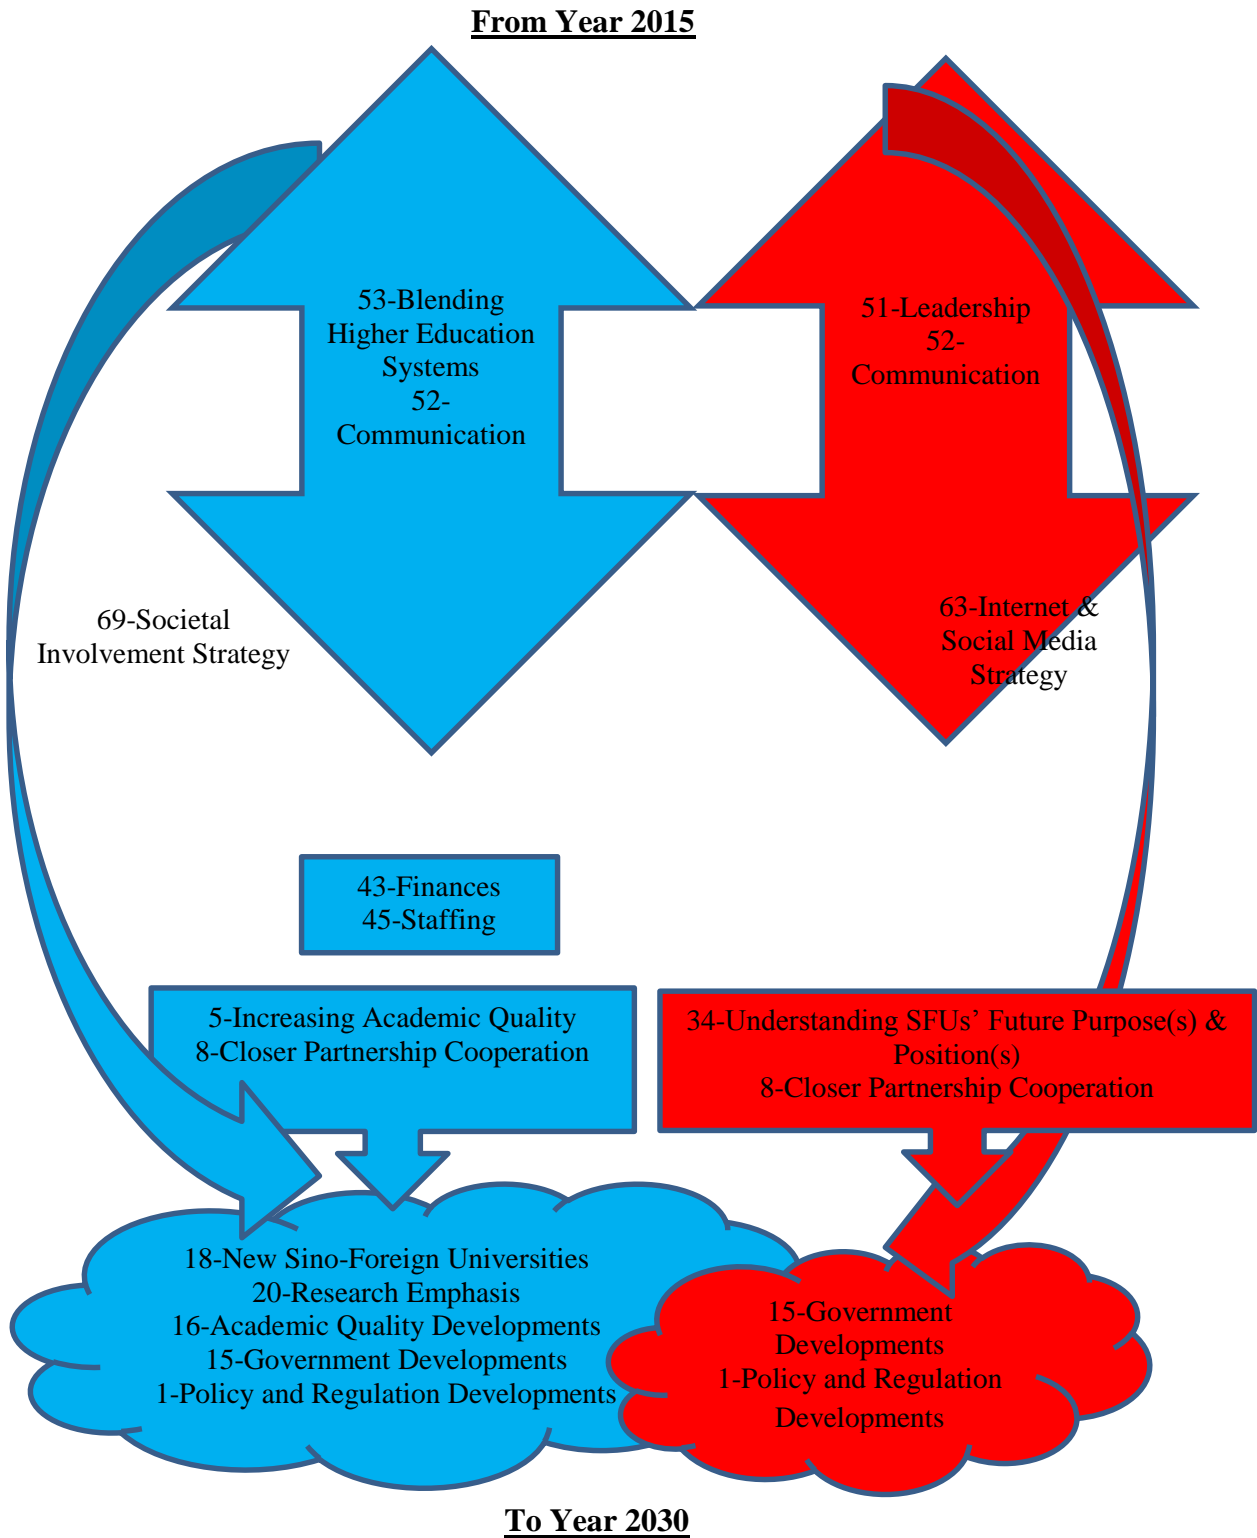 From Year 2015
53-Blending
Higher Education
Systems
52-
Communication
51-Leadership
52-
Communication
69-Societal
Involvement Strategy
63-Internet &
Social Media
Strategy
43-Finances
45-Staffing
5-Increasing Academic Quality
8-Closer Partnership Cooperation
34-Understanding SFUs’ Future Purpose(s) &
Position(s)
8-Closer Partnership Cooperation
18-New Sino-Foreign Universities
20-Research Emphasis
16-Academic Quality Developments
15-Government Developments
1-Policy and Regulation Developments
15-Government
Developments
1-Policy and Regulation
Developments
To Year 2030